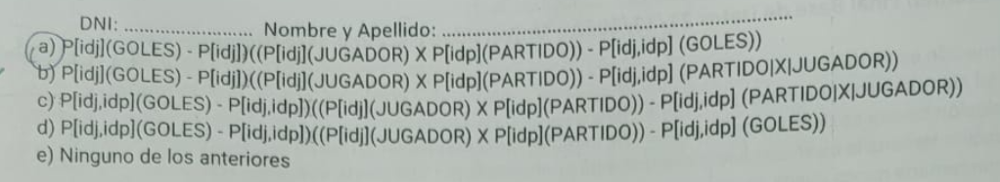 DNI: ............................. Nombre y Apellido: ................................................................................
a) P[idj](GOLES) - P[idj])((P[idj](JUGADOR) X P[idp](PARTIDO)) - P[idj,idp] (GOLES))
b) P[idj](GOLES) - P[idj])((P[idj](JUGADOR) X P[idp](PARTIDO)) - P[idj,idp] (PARTIDO|X|JUGADOR))
c) P[idj,idp](GOLES) - P[idj,idp])((P[idj](JUGADOR) X P[idp](PARTIDO)) - P[idj,idp] (PARTIDO|X|JUGADOR))
d) P[idj,idp](GOLES) - P[idj,idp])((P[idj](JUGADOR) X P[idp](PARTIDO)) - P[idj,idp] (GOLES))
e) Ninguno de los anteriores